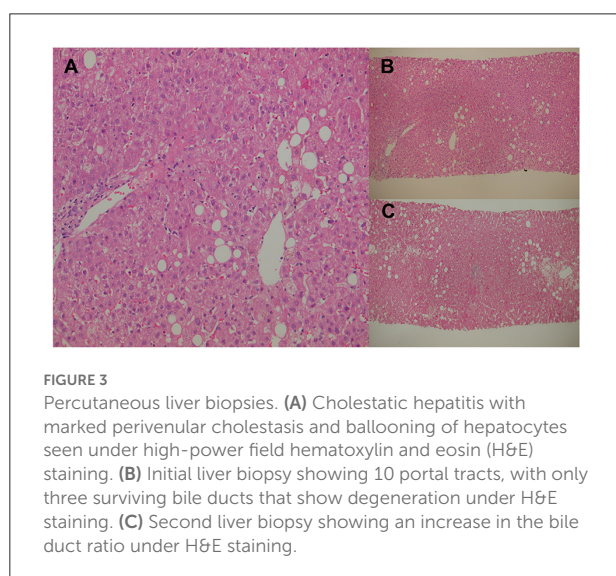 A
B
C
FIGURE 3
Percutaneous liver biopsies. (A) Cholestatic hepatitis with
marked perivenular cholestasis and ballooning of hepatocytes
seen under high-power field hematoxylin and eosin (H&E)
staining. (B) Initial liver biopsy showing 10 portal tracts, with only
three surviving bile ducts that show degeneration under H&E
staining. (C) Second liver biopsy showing an increase in the bile
duct ratio under H&E staining.